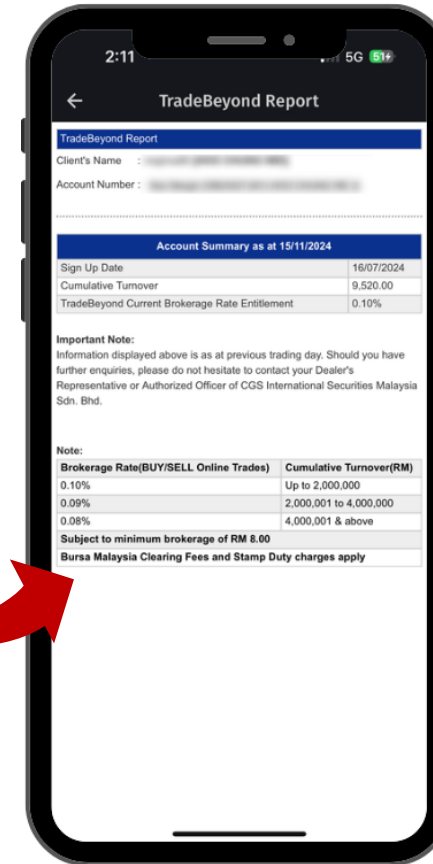 2:11 5G 51
TradeBeyond Report
TradeBeyond Report
Client's Name :
Account Number :
Account Summary as at 15/11/2024
Sign Up Date 16/07/2024
Cumulative Turnover 9,520.00
TradeBeyond Current Brokerage Rate Entitlement 0.10%
Important Note:
Information displayed above is as at previous trading day. Should you have
further enquiries, please do not hesitate to contact your Dealer's
Representative or Authorized Officer of CGS International Securities Malaysia
Sdn. Bhd.
Note:
Brokerage Rate(BUY/SELL Online Trades) Cumulative Turnover(RM)
0.10% Up to 2,000,000
0.09% 2,000,001 to 4,000,000
0.08% 4,000,001 & above
Subject to minimum brokerage of RM 8.00
Bursa Malaysia Clearing Fees and Stamp Duty charges apply